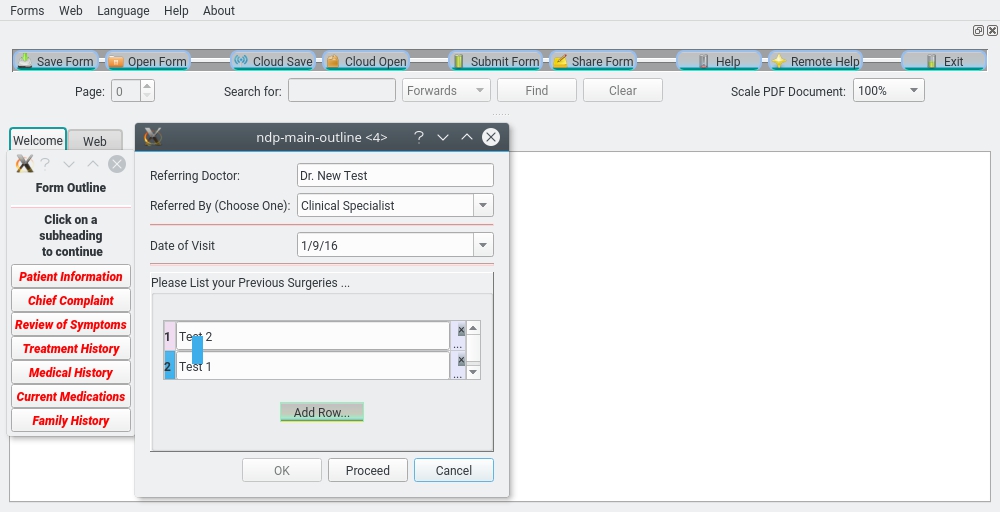 Forms Web Language Help About
Save Form Open Form Cloud Save Cloud Open Submit Form Share Form Help Remote Help Exit
Page: 0 Search for: Forwards Find Clear Scale PDF Document: 100%
Welcome Web
Form Outline
Click on a
subheading
to continue
Patient Information
Chief Complaint
Review of Symptoms
Treatment History
Medical History
Current Medications
Family History
ndp-main-outline <4>
Referring Doctor: Dr. New Test
Referred By (Choose One): Clinical Specialist
Date of Visit 1/9/16
Please List your Previous Surgeries ...
1 Test 2 x ...
2 Test 1 x ...
Add Row...
OK Proceed Cancel